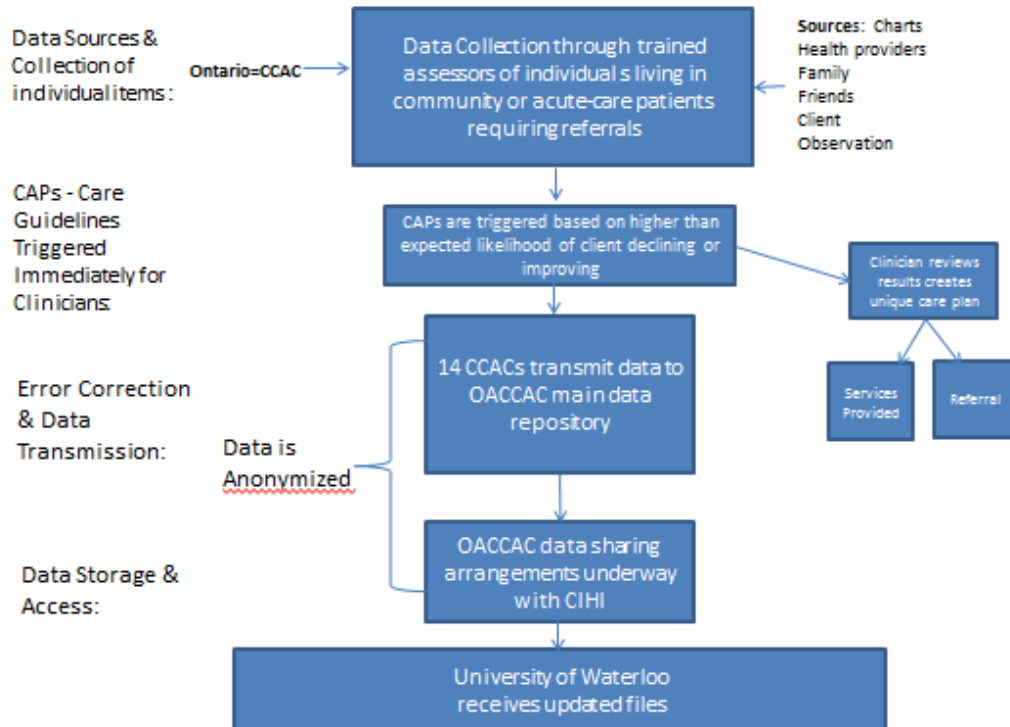 Data Sources &
Collection of
individualitems:
Ontario=CCAC
Data Collection through trained
assessors of individuals living in
community or acute-care patients
requiring referrals
Sources: Charts
Health providers
Family
Friends
Client
Observation
CAPs - Care
Guidelines
Triggered
Immediately for
Clinicians:
CAPs are triggered based on higher than
expected likelihood of client declining or
improving
Clinician reviews
results creates
unique care plan
Services
Provided
Referral
Error Correction
& Data
Transmission:
Data is
Anonymized
14 CCACs transmit data to
OACCAC main data
repository
Data Storage &
Access:
OACCAC data sharing
arrangements underway
with CIHI
University of Waterloo
receives updated files